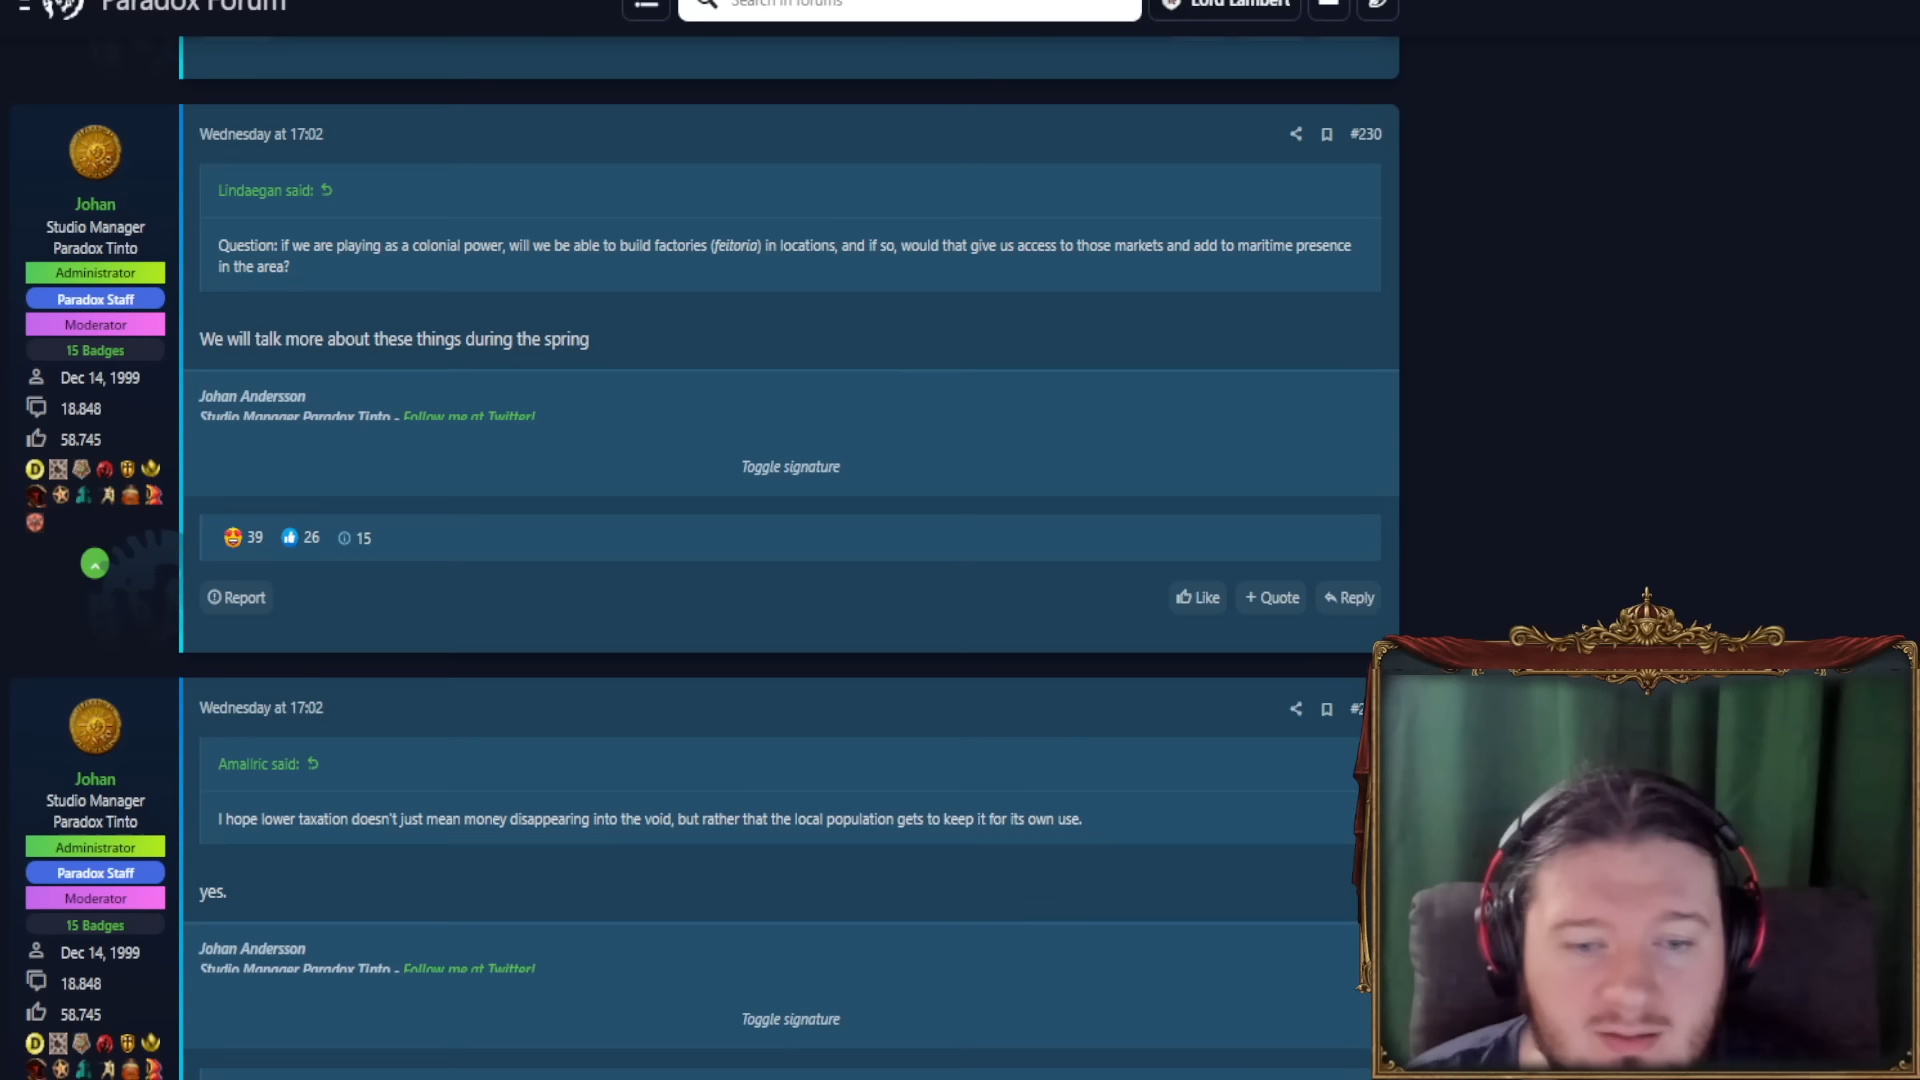 Paradox Forum
Search in forums
Lord Lambert
Johan
Studio Manager
Paradox Tinto
Administrator
Paradox Staff
Moderator
15 Badges
Dec 14, 1999
18.848
58.745
Wednesday at 17:02
#230
Lindaegan said:
Question: if we are playing as a colonial power, will we be able to build factories (feitoria) in locations, and if so, would that give us access to those markets and add to maritime presence
in the area?
We will talk more about these things during the spring
Johan Andersson
Studio Manager Paradox Tinto - Follow me at Twitter!
Toggle signature
39 26 15
Report
Like
+ Quote
Reply
Johan
Studio Manager
Paradox Tinto
Administrator
Paradox Staff
Moderator
15 Badges
Dec 14, 1999
18.848
58.745
Wednesday at 17:02
Amallric said:
I hope lower taxation doesn't just mean money disappearing into the void, but rather that the local population gets to keep it for its own use.
yes.
Johan Andersson
Studio Manager Paradox Tinto - Follow me at Twitter!
Toggle signature